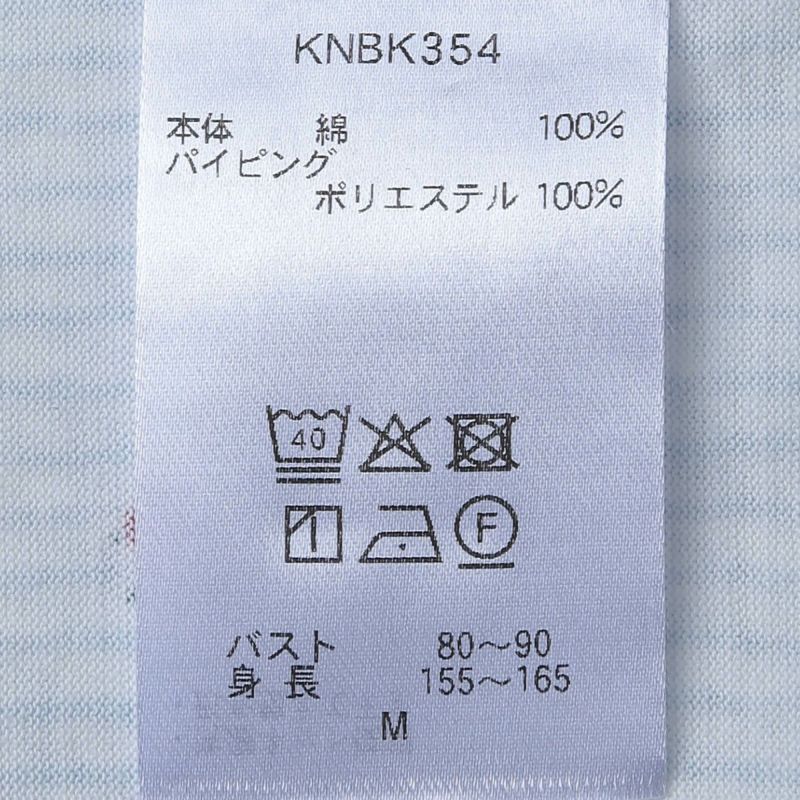 KNBK354
本体 綿 100%
パイピング
ポリエステル 100%
40
F
バスト 80～90
身長 155～165
M